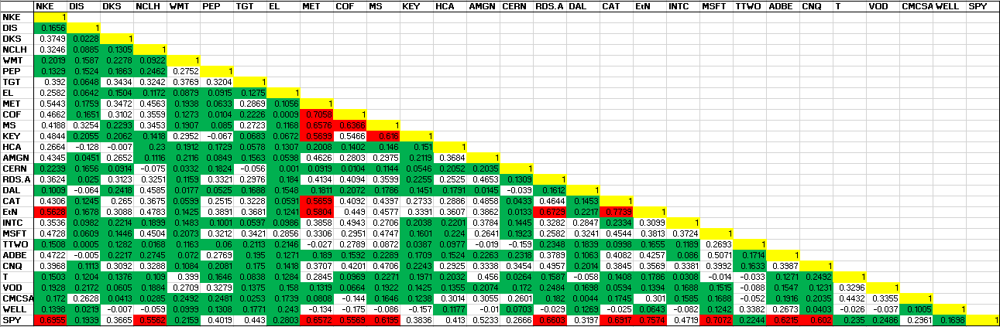 NKE DIS DKS NCLH WMT PEP TGT EL MET COF MS KEY HCA AMGN CERN RDS.A DAL CAT EtN INTC MSFT TTWO ADBE CNQ T VOD CMCSA WELL SPY
NKE 1
DIS 0.1656 1
DKS 0.3749 0.0228 1
NCLH 0.3246 0.0885 0.1305 1
WMT 0.2019 0.1587 0.2278 0.0922 1
PEP 0.1329 0.1524 0.1863 0.2462 0.2752 1
TGT 0.392 0.0648 0.3434 0.3242 0.3769 0.3204 1
EL 0.2582 0.0642 0.1504 0.1172 0.0879 0.0915 0.1275 1
MET 0.5443 0.1759 0.3472 0.4563 0.1938 0.0633 0.2869 0.1056 1
COF 0.4662 0.1651 0.3102 0.3559 0.1273 0.0104 0.2226 0.0009 0.7053 1
MS 0.4188 0.3254 0.2293 0.3453 0.1907 0.085 0.2723 0.1168 0.6576 0.6366 1
KEY 0.4844 0.2055 0.2062 0.1418 0.2952 -0.067 0.0683 0.0672 0.5693 0.5466 0.616 1
HCA 0.2664 -0.128 -0.007 0.23 0.1912 0.1729 0.0578 0.1307 0.2008 0.1402 0.146 0.151 1
AMGN 0.4345 0.0451 0.2652 0.1116 0.2116 0.0849 0.1563 0.0598 0.4626 0.2803 0.2975 0.2119 0.3684 1
CERN 0.2239 0.1656 0.0914 -0.075 0.0332 0.1824 -0.056 0.001 0.0919 0.0104 0.1144 0.0546 0.2052 0.2035 1
RDS.A 0.3624 0.025 0.3123 0.3251 0.1159 0.3321 0.2976 0.184 0.4134 0.4094 0.3599 0.2255 0.2525 0.4653 0.1309 1
DAL 0.1009 -0.064 0.2418 0.4585 0.0177 0.0525 0.1688 0.1548 0.1811 0.2072 0.1786 0.1451 0.1791 0.0145 -0.039 0.1612 1
CAT 0.4306 0.1245 0.265 0.3675 0.0599 0.2515 0.3228 0.0591 0.5659 0.4092 0.4397 0.2733 0.2886 0.4858 0.0433 0.4644 0.1453 1
EtN 0.5628 0.1678 0.3088 0.4783 0.1425 0.3891 0.3681 0.1241 0.5804 0.449 0.4577 0.3391 0.3607 0.3862 0.0133 0.6729 0.2217 0.7739 1
INTC 0.3536 0.0982 0.2214 0.1899 0.1483 0.1001 0.0597 0.0986 0.3858 0.4943 0.2706 0.2038 0.2201 0.3784 0.1445 0.3282 0.2847 0.2334 0.3099 1
MSFT 0.4728 0.0609 0.1446 0.4504 0.2073 0.3212 0.3421 0.2856 0.3306 0.2951 0.4747 0.1601 0.224 0.2641 0.1923 0.2582 0.3241 0.4544 0.3813 0.3724 1
TTWO 0.1508 0.0005 0.1282 0.0168 0.1163 0.06 0.2113 0.2146 -0.027 0.2789 0.0872 0.0387 0.0977 -0.019 -0.159 0.2348 0.1839 0.0998 0.1655 0.1189 0.2693 1
ADBE 0.4722 -0.005 0.2217 0.2745 0.072 0.2769 0.195 0.1271 0.189 0.1592 0.2289 0.1709 0.1524 0.2263 0.2318 0.3789 0.1063 0.4082 0.4257 0.086 0.5071 0.1714 1
CNQ 0.3968 0.1113 0.3092 0.3288 0.1084 0.2081 0.175 0.1418 0.3707 0.4201 0.4706 0.2243 0.2925 0.3338 0.3454 0.4957 0.2014 0.3845 0.3569 0.3381 0.3992 0.1633 0.3987 1
T 0.1503 0.1204 0.1376 0.109 0.399 0.1646 0.0838 0.1284 0.2845 0.0969 0.2271 0.1971 0.2032 0.456 0.0264 0.1587 -0.058 0.1408 0.1786 0.0308 -0.014 -0.033 0.1271 0.2492 1
VOD 0.1928 0.2172 0.0605 0.1884 0.2709 0.3279 0.1375 0.158 0.1319 0.0664 0.1922 0.1425 0.1355 0.2074 0.172 0.2484 0.1698 0.0594 0.1394 0.1688 0.1515 -0.088 0.1547 0.1231 0.3296 1
CMCSA 0.172 0.2628 0.0413 0.0285 0.2492 0.2481 0.0253 0.1739 0.0808 -0.144 0.1646 0.1238 0.3014 0.3055 0.2601 0.182 0.0044 0.1745 0.301 0.1585 0.1688 -0.052 0.1916 0.2035 0.4432 0.3355 1
WELL 0.1398 0.0219 -0.007 -0.059 0.0999 0.1308 0.1771 0.243 -0.134 -0.175 -0.086 -0.157 0.1177 -0.01 0.0703 -0.029 0.1269 -0.025 0.0643 -0.082 0.1242 0.3382 0.2673 0.0403 -0.026 -0.037 0.1005 1
SPY 0.6355 0.1939 0.3665 0.5562 0.2159 0.4019 0.443 0.2803 0.6572 0.5569 0.6195 0.3836 0.413 0.5233 0.2666 0.6603 0.3197 0.6917 0.7574 0.4719 0.7072 0.2244 0.6215 0.602 0.235 0.2486 0.2961 0.1698 1